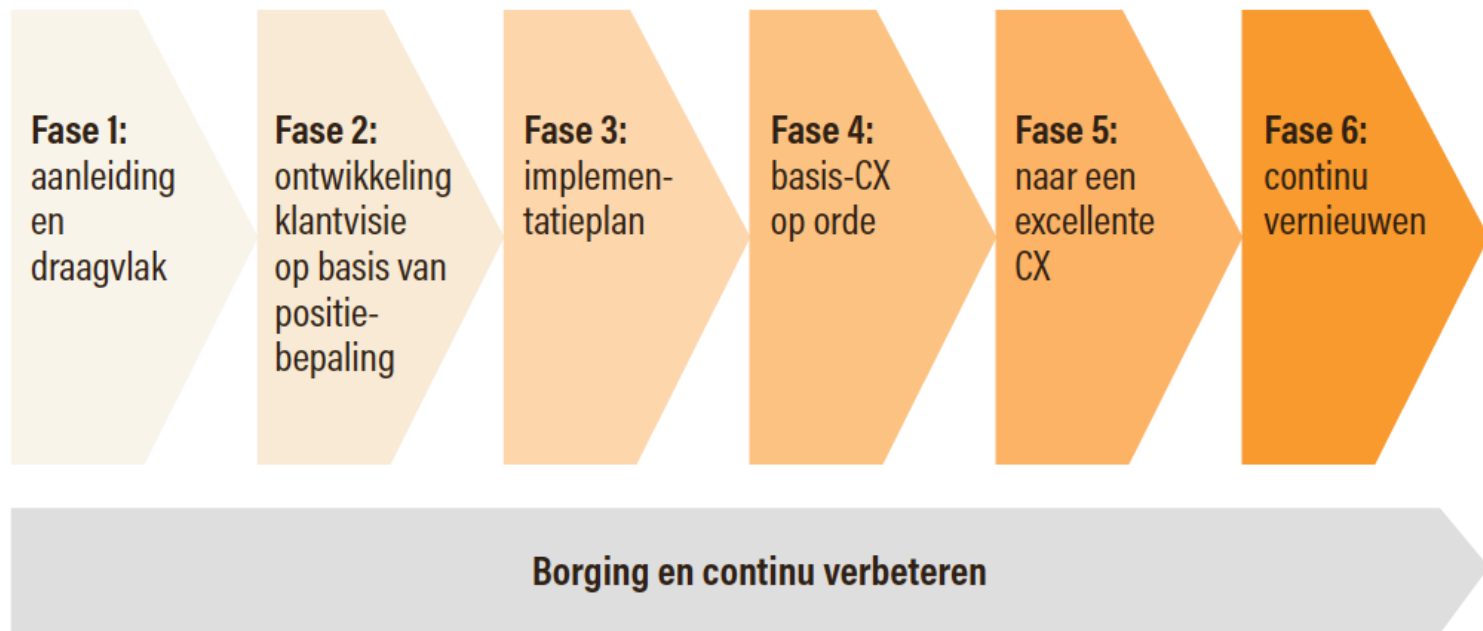 Fase 1:
aanleiding
en
draagvlak
Fase 2:
ontwikkeling
klantvisie
op basis van
positie-
bepaling
Fase 3:
implemen-
tatieplan
Fase 4:
basis-CX
op orde
Fase 5:
naar een
excellente
CX
Fase 6:
continu
vernieuwen
Borging en continu verbeteren